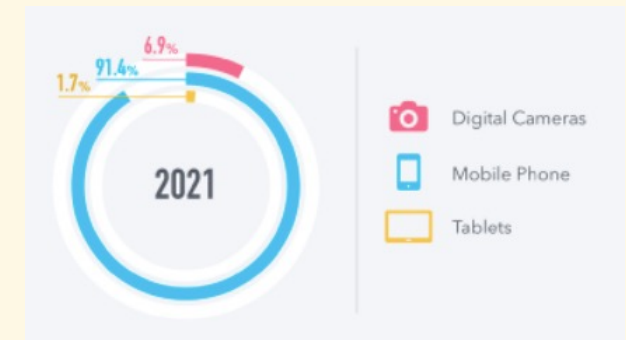 6.9%
91.4%
1.7%
2021
Digital Cameras
Mobile Phone
Tablets